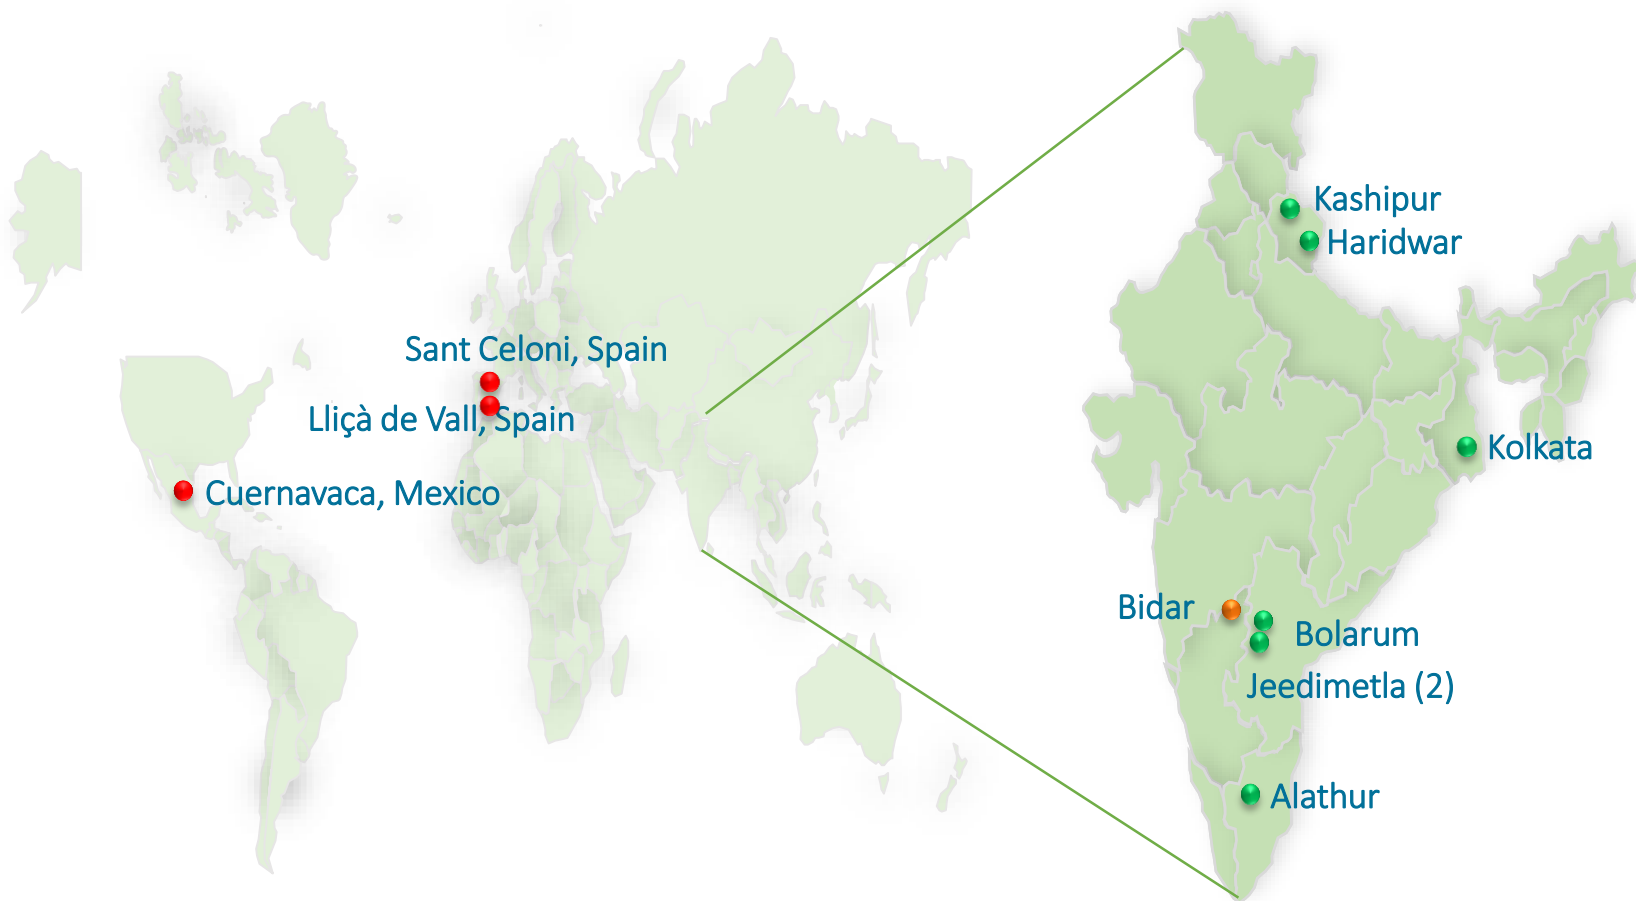 Sant Celoni, Spain
Lliçà de Vall, Spain
Cuernavaca, Mexico
Kashipur
Haridwar
Kolkata
Bidar
Bolarum
Jeedimetla (2)
Alathur